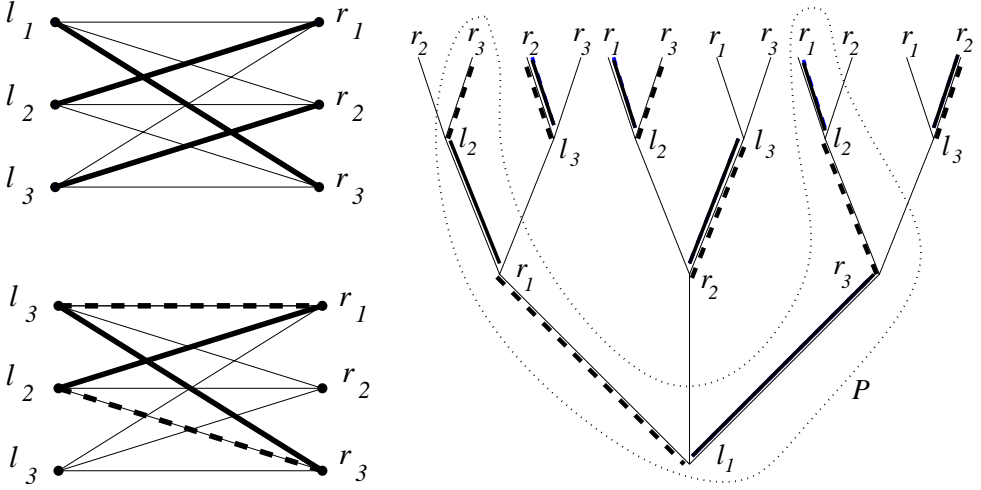 l1 r1
l2 r2
l3 r3
l3 r1
l2 r2
l3 r3
r2 r3 r2 r3 r1 r3 r1 r3 r1 r2 r1 r2
l2 l3 l2 l3 l2 l3
r1 r2 r3
P
l1